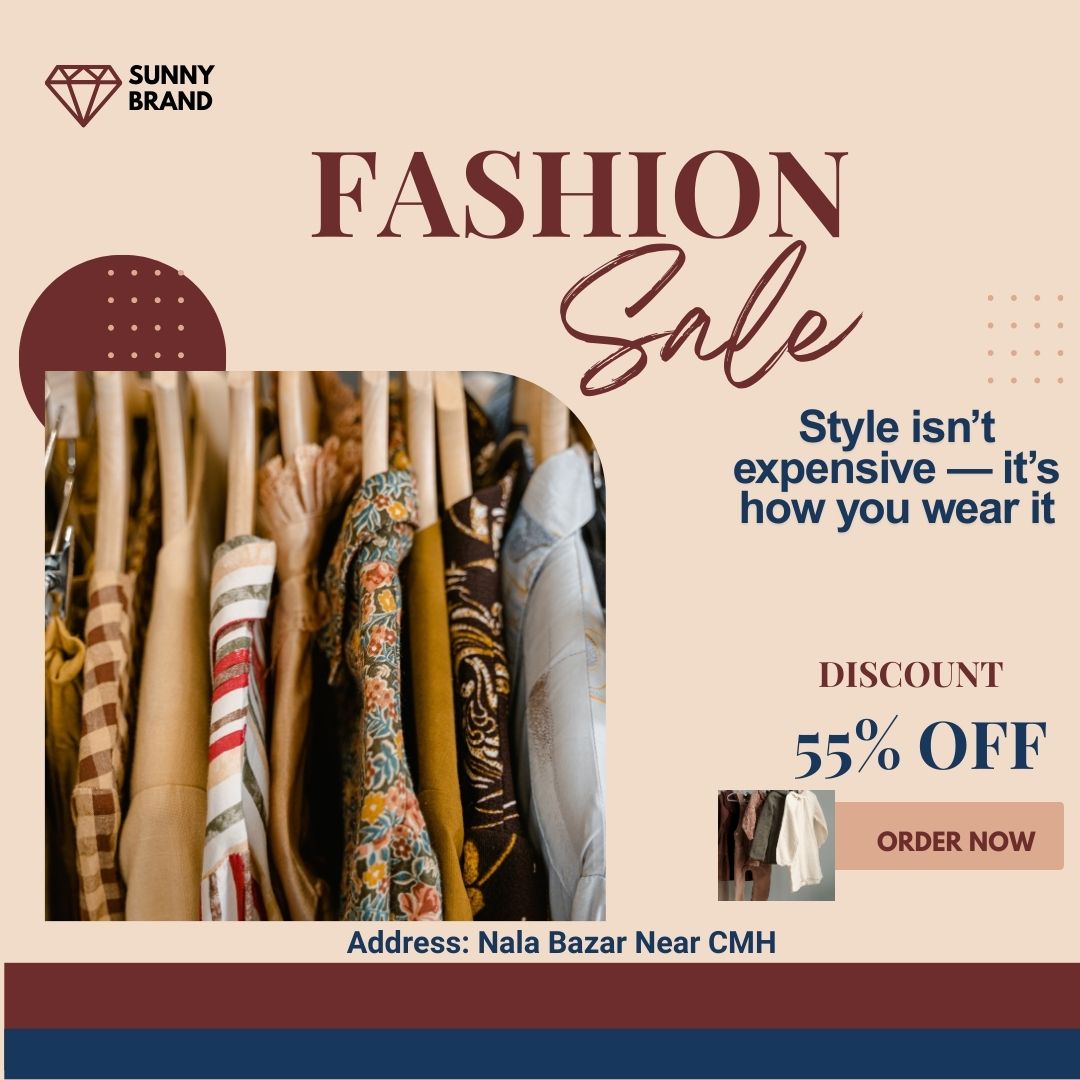 SUNNY
BRAND
FASHION
Sale
Style isn’t
expensive — it’s
how you wear it
DISCOUNT
55% OFF
ORDER NOW
Address: Nala Bazar Near CMH